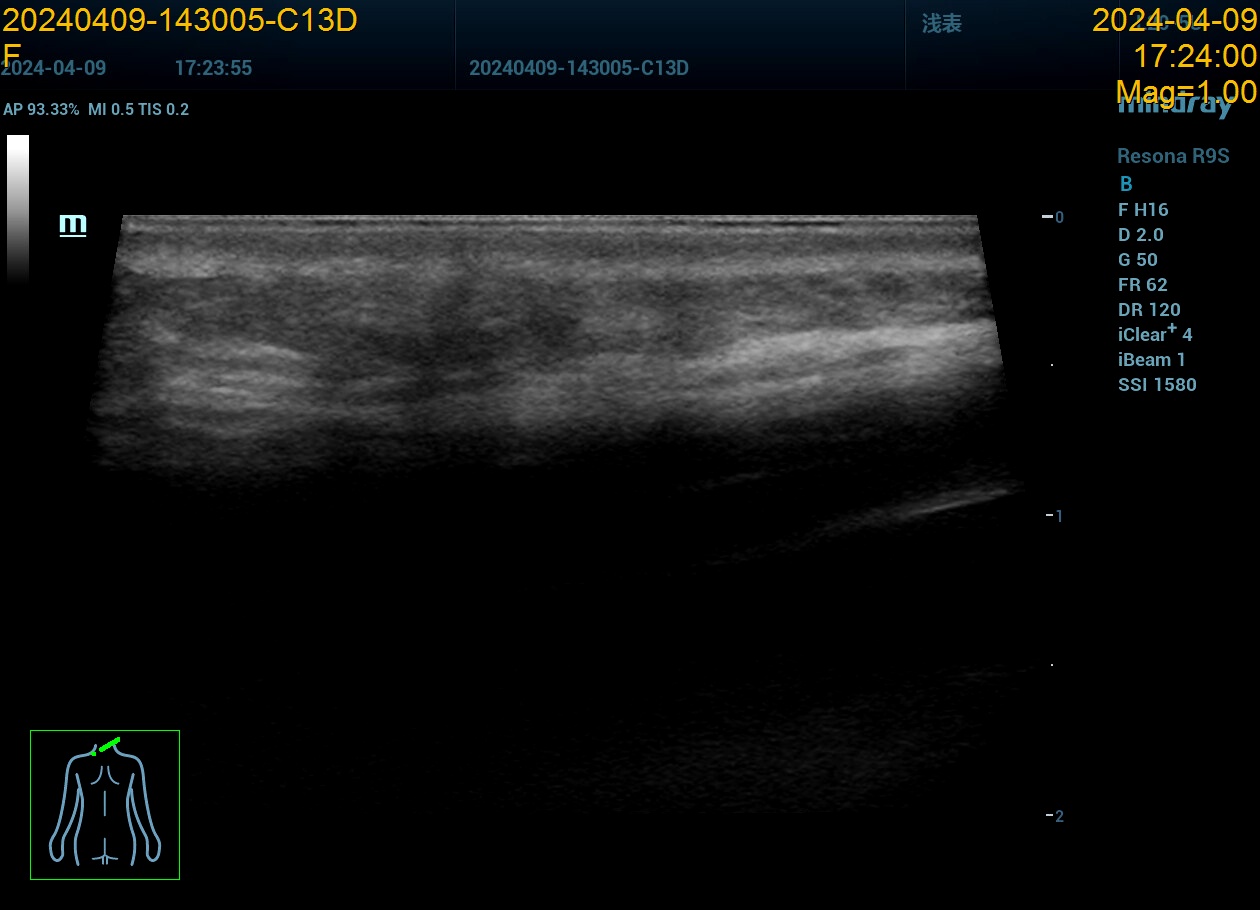 20240409-143005-C13D
F
2024-04-09
17:24:00
Mag=1.00
2024-04-09 17:23:55 20240409-143005-C13D 浅表
AP 93.33% MI 0.5 TIS 0.2
mindray
Resona R9S
B
F H16
D 2.0
G 50
FR 62
DR 120
iClear+ 4
iBeam 1
SSI 1580
m
0
1
2